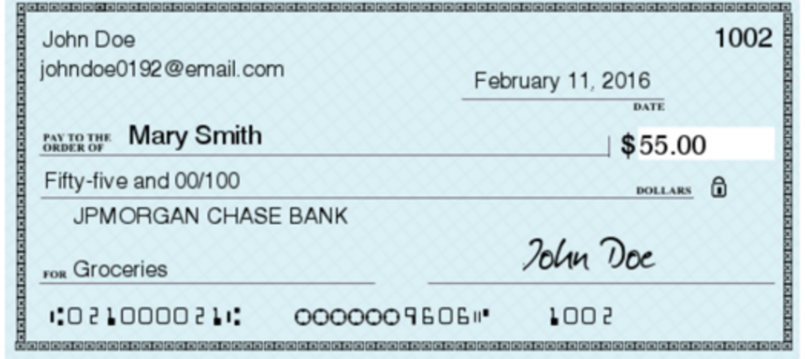 John Doe 1002
johndoe0192@email.com
February 11, 2016
DATE
PAY TO THE ORDER OF Mary Smith $55.00
Fifty-five and 00/100 DOLLARS
JPMORGAN CHASE BANK
John Doe
FOR Groceries
⑆021000021⑆ 0000009606⑈ 1002